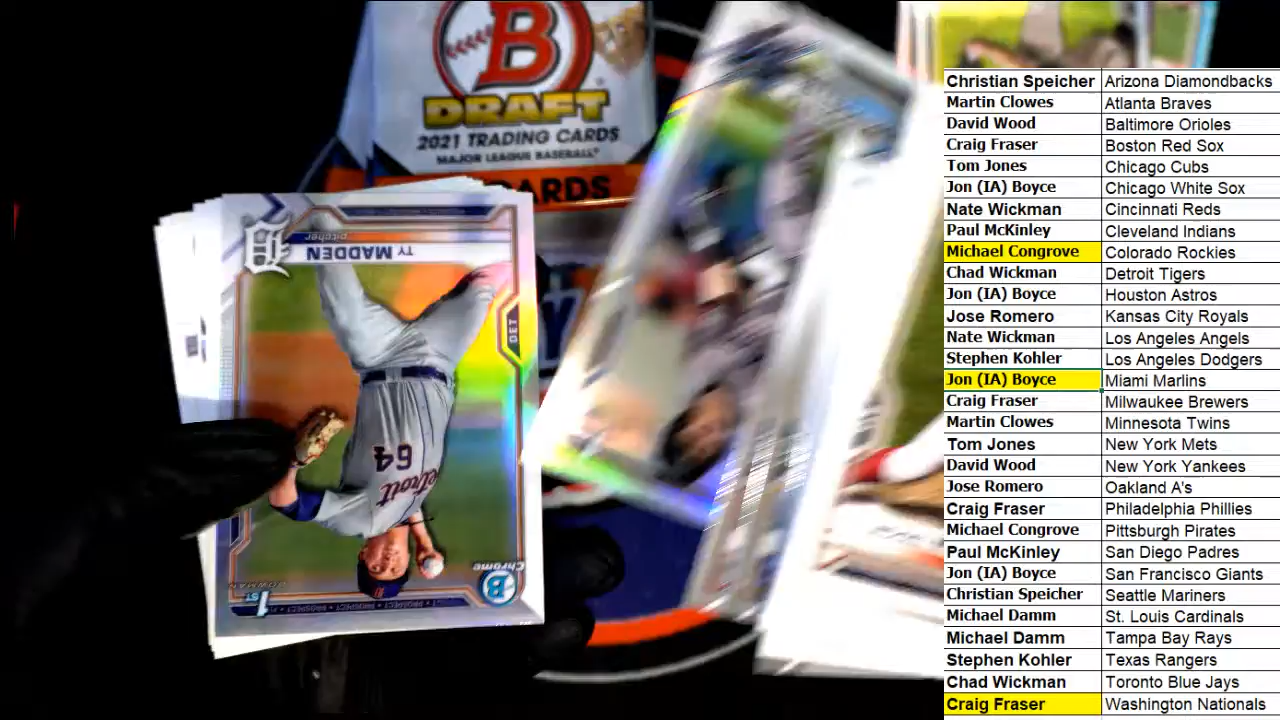 B
DRAFT
2021 TRADING CARDS
MAJOR LEAGUE BASEBALL
CARDS
TY MADDEN
pitcher
DET
64
Detroit
Chrome
1ST
BOWMAN
PROSPECT • PROSPECT • PROSPECT
Christian Speicher Arizona Diamondbacks
Martin Clowes Atlanta Braves
David Wood Baltimore Orioles
Craig Fraser Boston Red Sox
Tom Jones Chicago Cubs
Jon (IA) Boyce Chicago White Sox
Nate Wickman Cincinnati Reds
Paul McKinley Cleveland Indians
Michael Congrove Colorado Rockies
Chad Wickman Detroit Tigers
Jon (IA) Boyce Houston Astros
Jose Romero Kansas City Royals
Nate Wickman Los Angeles Angels
Stephen Kohler Los Angeles Dodgers
Jon (IA) Boyce Miami Marlins
Craig Fraser Milwaukee Brewers
Martin Clowes Minnesota Twins
Tom Jones New York Mets
David Wood New York Yankees
Jose Romero Oakland A's
Craig Fraser Philadelphia Phillies
Michael Congrove Pittsburgh Pirates
Paul McKinley San Diego Padres
Jon (IA) Boyce San Francisco Giants
Christian Speicher Seattle Mariners
Michael Damm St. Louis Cardinals
Michael Damm Tampa Bay Rays
Stephen Kohler Texas Rangers
Chad Wickman Toronto Blue Jays
Craig Fraser Washington Nationals